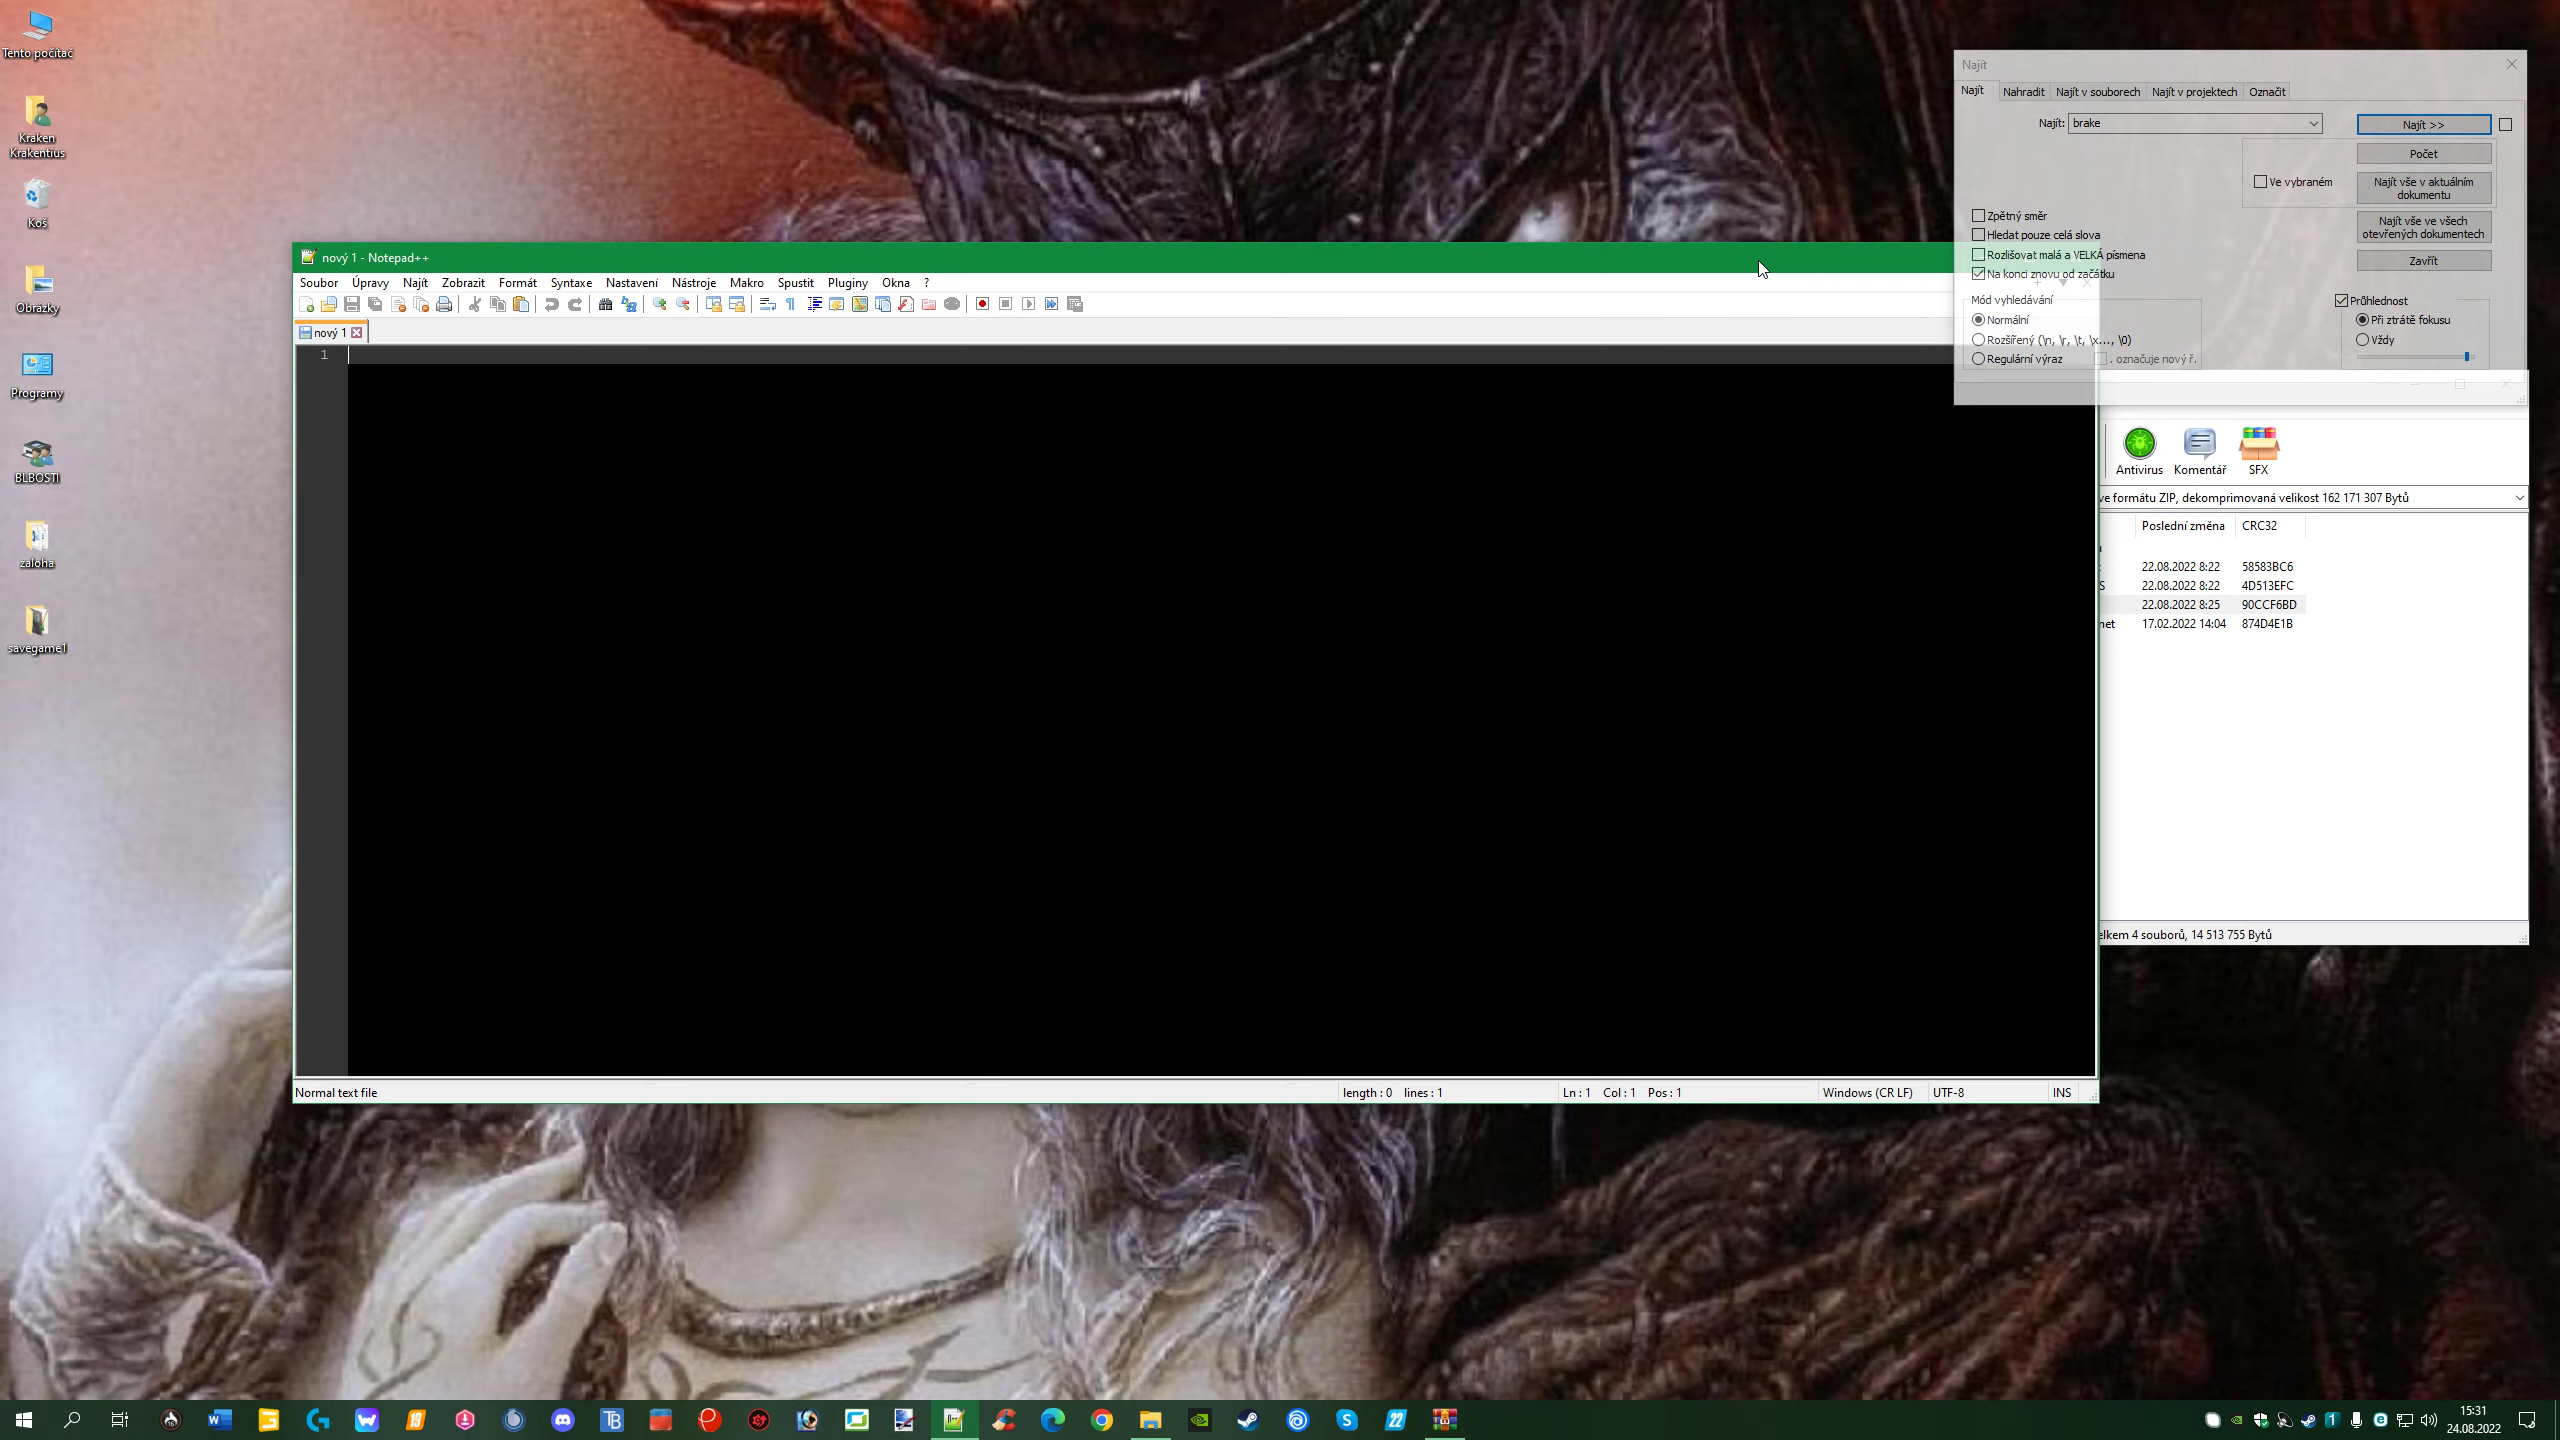 Tento počítač
Kraken
Krakentius
Koš
Obrázky
Programy
BLBOSTI
zaloha
savegame1
nový 1 - Notepad++
Soubor Úpravy Najít Zobrazit Formát Syntaxe Nastavení Nástroje Makro Spustit Pluginy Okna ?
nový 1
1
Normal text file
length : 0 lines : 1
Ln : 1 Col : 1 Pos : 1
Windows (CR LF)
UTF-8
INS
Najít
Najít Nahradit Najít v souborech Najít v projektech Označit
Najít: brake
Najít >>
Počet
Ve vybraném
Najít vše v aktuálním
dokumentu
Najít vše ve všech
otevřených dokumentech
Zavřít
Zpětný směr
Hledat pouze celá slova
Rozlišovat malá a VELKÁ písmena
Na konci znovu od začátku
Mód vyhledávání
Normální
Rozšířený (\n, \r, \t, \x..., \0)
Regulární výraz
. označuje nový ř.
Průhlednost
Při ztrátě fokusu
Vždy
Antivirus Komentář SFX
ve formátu ZIP, dekomprimovaná velikost 162 171 307 Bytů
Poslední změna CRC32
22.08.2022 8:22 58583BC6
S 22.08.2022 8:22 4D513EFC
22.08.2022 8:25 90CCF6BD
net 17.02.2022 14:04 874D4E1B
elkem 4 souborů, 14 513 755 Bytů
15:31
24.08.2022